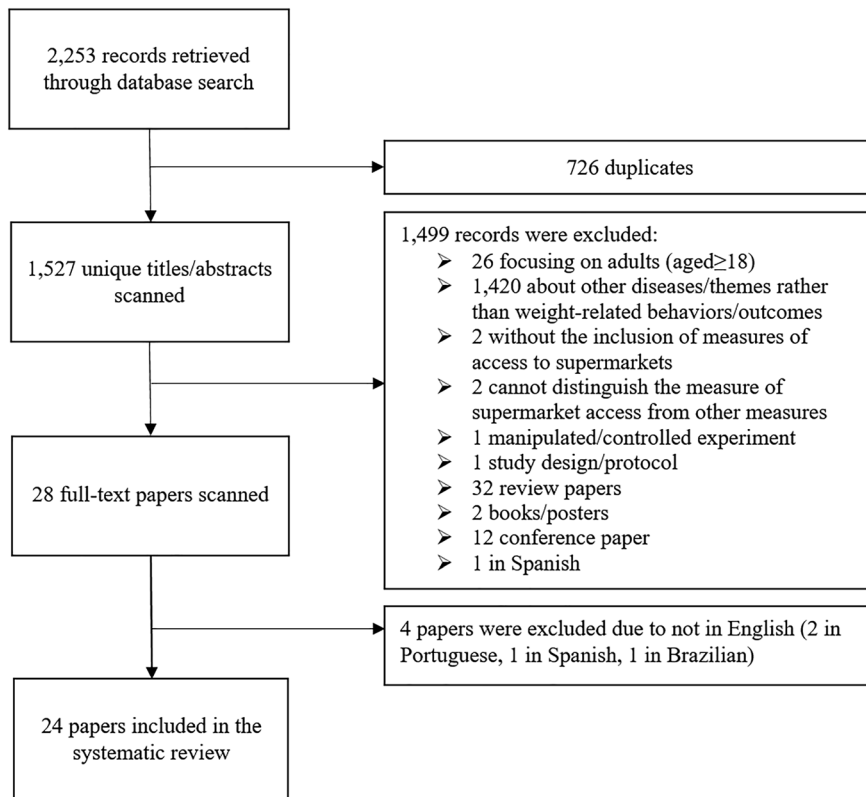 2,253 records retrieved
through database search
726 duplicates
1,527 unique titles/abstracts
scanned
1,499 records were excluded:
➢ 26 focusing on adults (aged≥18)
➢ 1,420 about other diseases/themes rather
than weight-related behaviors/outcomes
➢ 2 without the inclusion of measures of
access to supermarkets
➢ 2 cannot distinguish the measure of
supermarket access from other measures
➢ 1 manipulated/controlled experiment
➢ 1 study design/protocol
➢ 32 review papers
➢ 2 books/posters
➢ 12 conference paper
➢ 1 in Spanish
28 full-text papers scanned
4 papers were excluded due to not in English (2 in
Portuguese, 1 in Spanish, 1 in Brazilian)
24 papers included in the
systematic review